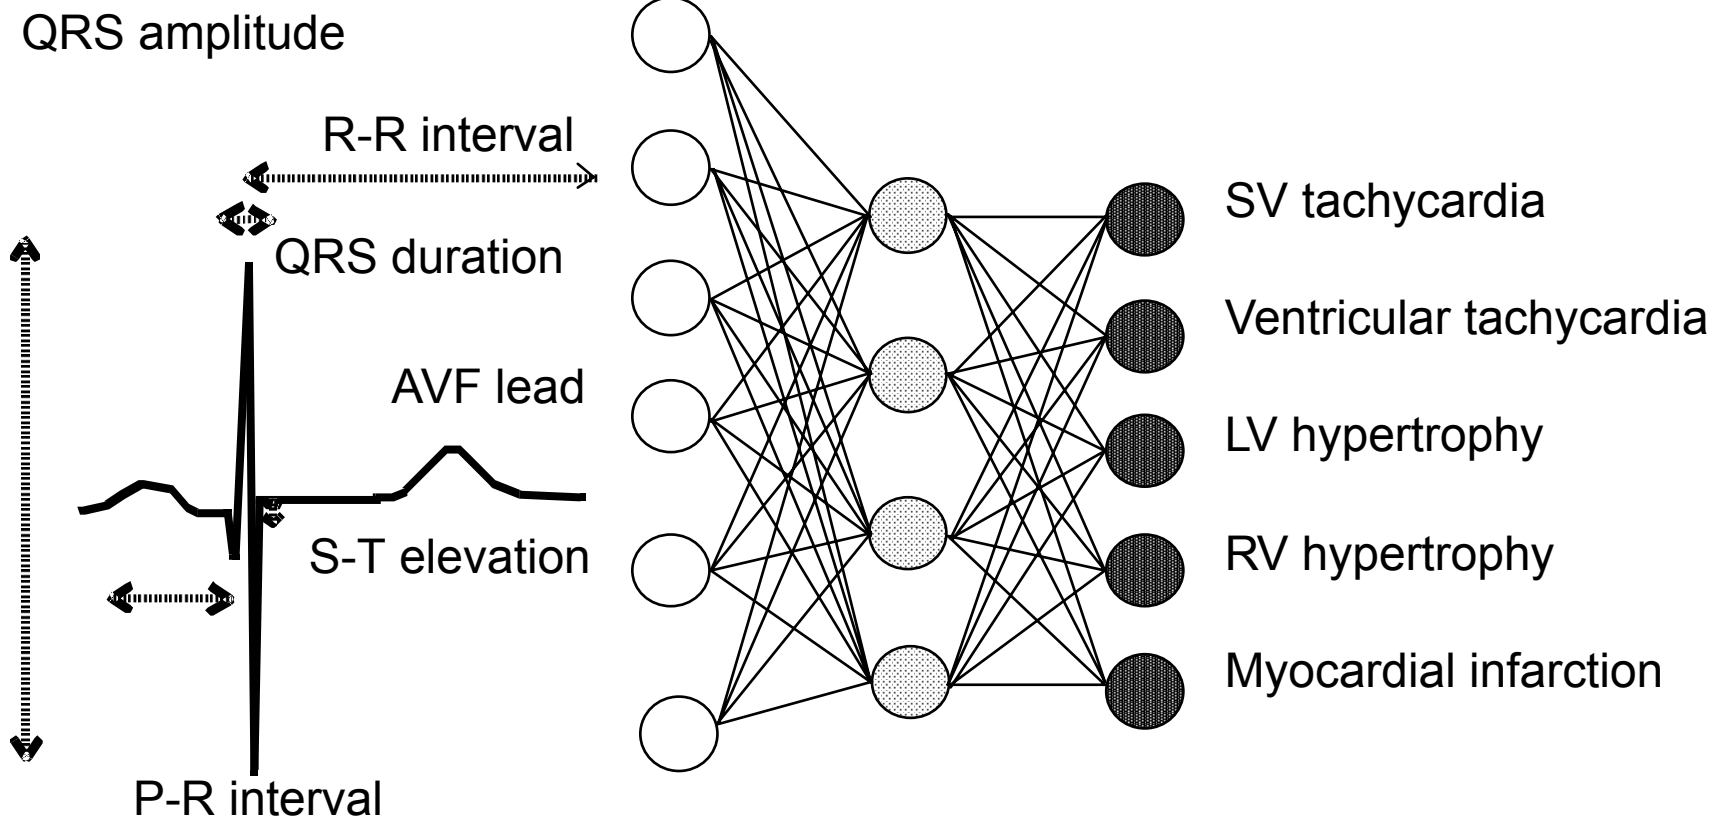 QRS amplitude
R-R interval
QRS duration
AVF lead
S-T elevation
P-R interval
SV tachycardia
Ventricular tachycardia
LV hypertrophy
RV hypertrophy
Myocardial infarction